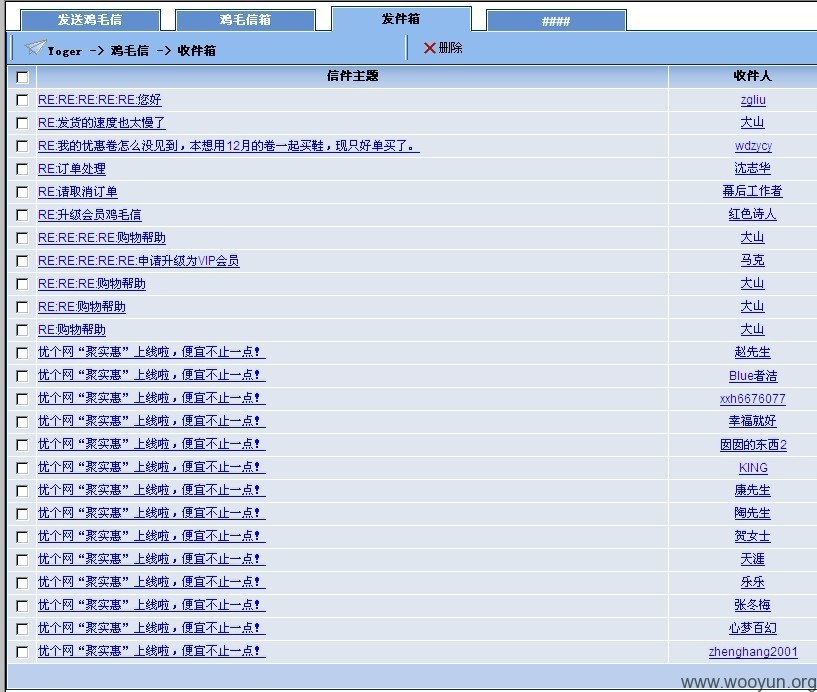 发送鸡毛信 鸡毛信箱 发件箱 ####
Yoger -> 鸡毛信 -> 收件箱 删除
信件主题 收件人
RE:RE:RE:RE:RE:您好 zgliu
RE:发货的速度也太慢了 大山
RE:我的优惠卷怎么没见到，本想用12月的卷一起买鞋，现只好单买了。 wdzycy
RE:订单处理 沈志华
RE:请取消订单 幕后工作者
RE:升级会员鸡毛信 红色诗人
RE:RE:RE:RE:购物帮助 大山
RE:RE:RE:RE:RE:申请升级为VIP会员 马克
RE:RE:RE:购物帮助 大山
RE:RE:购物帮助 大山
RE:购物帮助 大山
优个网“聚实惠”上线啦，便宜不止一点！ 赵先生
优个网“聚实惠”上线啦，便宜不止一点！ Blue者洁
优个网“聚实惠”上线啦，便宜不止一点！ xxh6676077
优个网“聚实惠”上线啦，便宜不止一点！ 幸福就好
优个网“聚实惠”上线啦，便宜不止一点！ 囡囡的东西2
优个网“聚实惠”上线啦，便宜不止一点！ KING
优个网“聚实惠”上线啦，便宜不止一点！ 康先生
优个网“聚实惠”上线啦，便宜不止一点！ 陶先生
优个网“聚实惠”上线啦，便宜不止一点！ 贺女士
优个网“聚实惠”上线啦，便宜不止一点！ 天涯
优个网“聚实惠”上线啦，便宜不止一点！ 乐乐
优个网“聚实惠”上线啦，便宜不止一点！ 张冬梅
优个网“聚实惠”上线啦，便宜不止一点！ 心梦百幻
优个网“聚实惠”上线啦，便宜不止一点！ zhenghang2001
www.wooyun.org